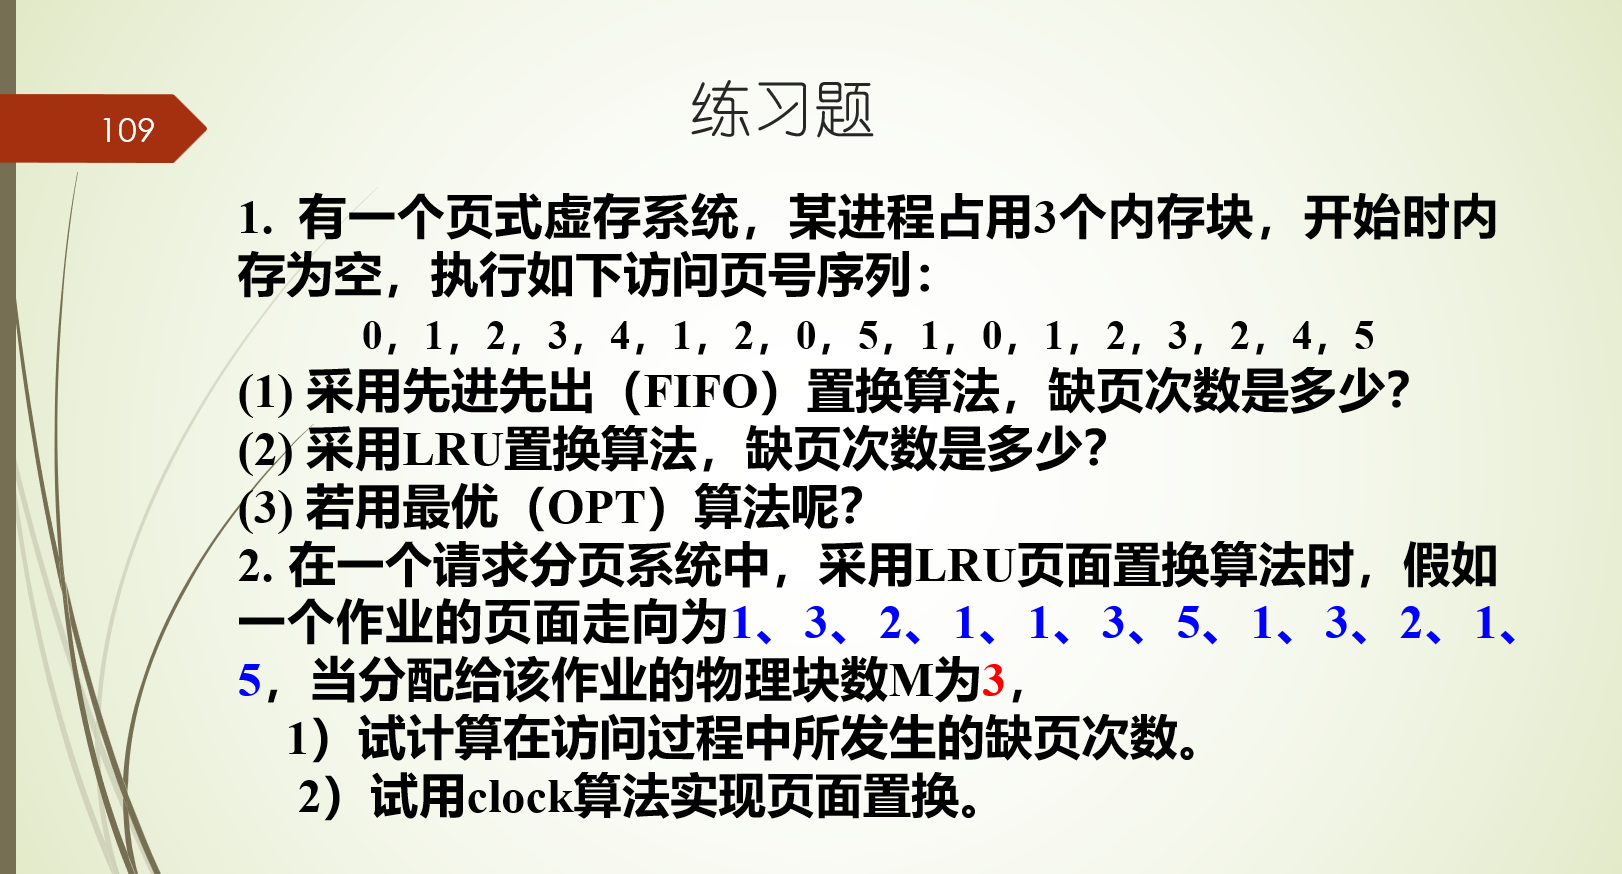 练习题
109
1. 有一个页式虚存系统，某进程占用3个内存块，开始时内
存为空，执行如下访问页号序列：
0，1，2，3，4，1，2，0，5，1，0，1，2，3，2，4，5
(1) 采用先进先出（FIFO）置换算法，缺页次数是多少？
(2) 采用LRU置换算法，缺页次数是多少？
(3) 若用最优（OPT）算法呢？
2. 在一个请求分页系统中，采用LRU页面置换算法时，假如
一个作业的页面走向为1、3、2、1、1、3、5、1、3、2、1、
5，当分配给该作业的物理块数M为3，
1）试计算在访问过程中所发生的缺页次数。
2）试用clock算法实现页面置换。